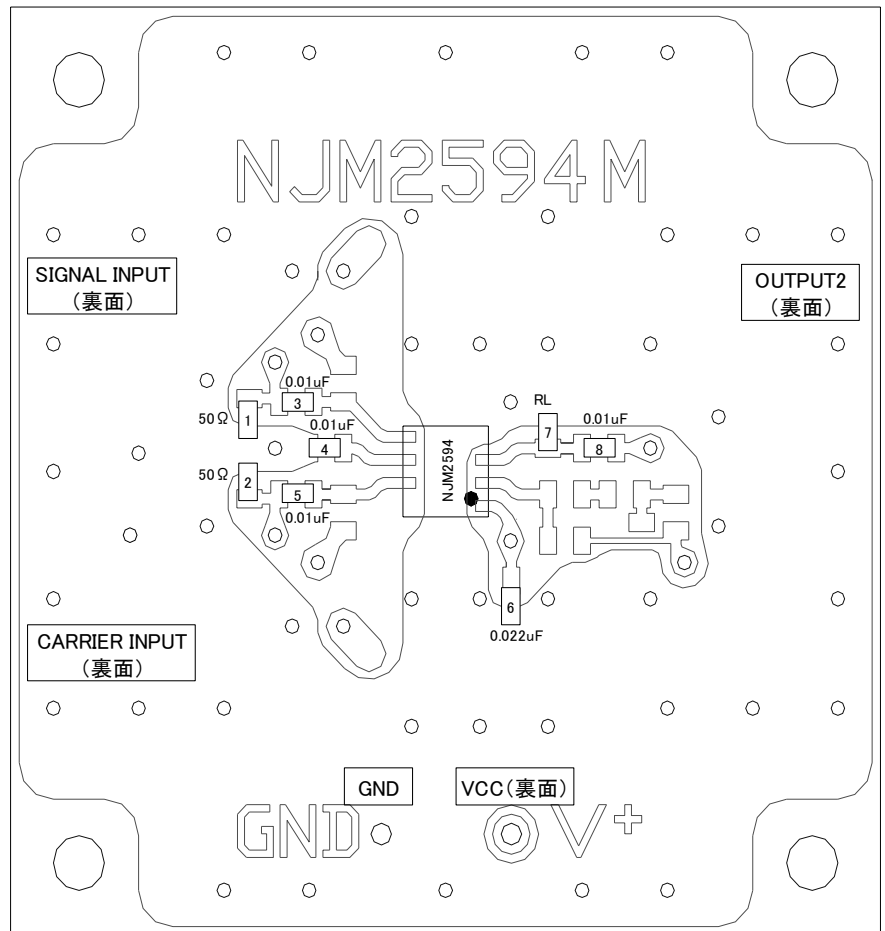 NJM2594M
SIGNAL INPUT
（裏面）
OUTPUT2
（裏面）
0.01uF
3
50Ω
1
0.01uF
4
RL
7
0.01uF
8
NJM2594
50Ω
2
5
0.01uF
6
0.022uF
CARRIER INPUT
（裏面）
GND
VCC（裏面）
GND
V+